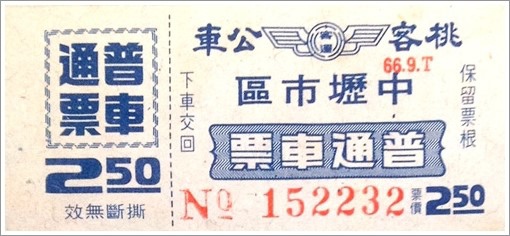 桃客 公車
客運
66.9.T
保留票根
中壢市區
普通車票
下車交回
Nº 152232 票價 2.50
普通
車票
2.50
撕斷無效